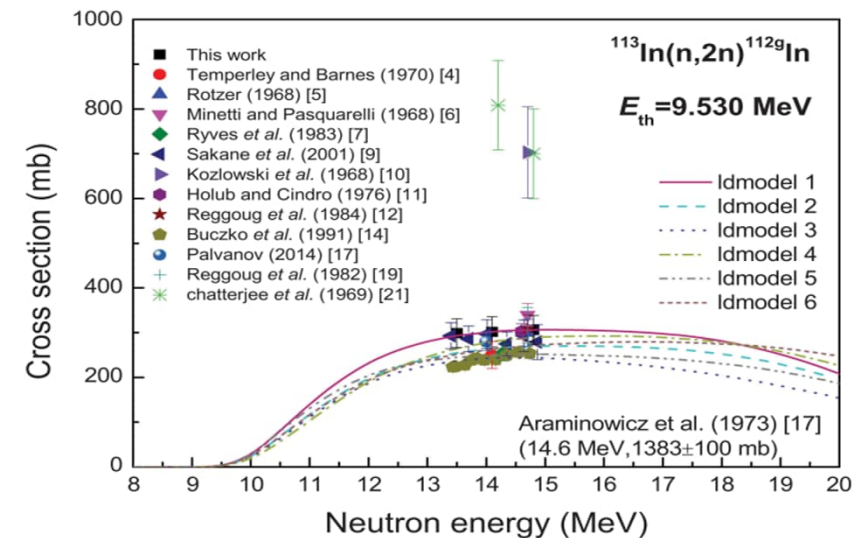 1000
800
600
400
200
0
Cross section (mb)
This work
Temperley and Barnes (1970) [4]
Rotzer (1968) [5]
Minetti and Pasquarelli (1968) [6]
Ryves et al. (1983) [7]
Sakane et al. (2001) [9]
Kozlowski et al. (1968) [10]
Holub and Cindro (1976) [11]
Reggoug et al. (1984) [12]
Buczko et al. (1991) [14]
Palvanov (2014) [17]
Reggoug et al. (1982) [19]
chatterjee et al. (1969) [21]
¹¹³In(n,2n)¹¹²ᵍIn
Eth=9.530 MeV
ldmodel 1
ldmodel 2
ldmodel 3
ldmodel 4
ldmodel 5
ldmodel 6
Araminowicz et al. (1973) [17]
(14.6 MeV,1383±100 mb)
8 9 10 11 12 13 14 15 16 17 18 19 20
Neutron energy (MeV)